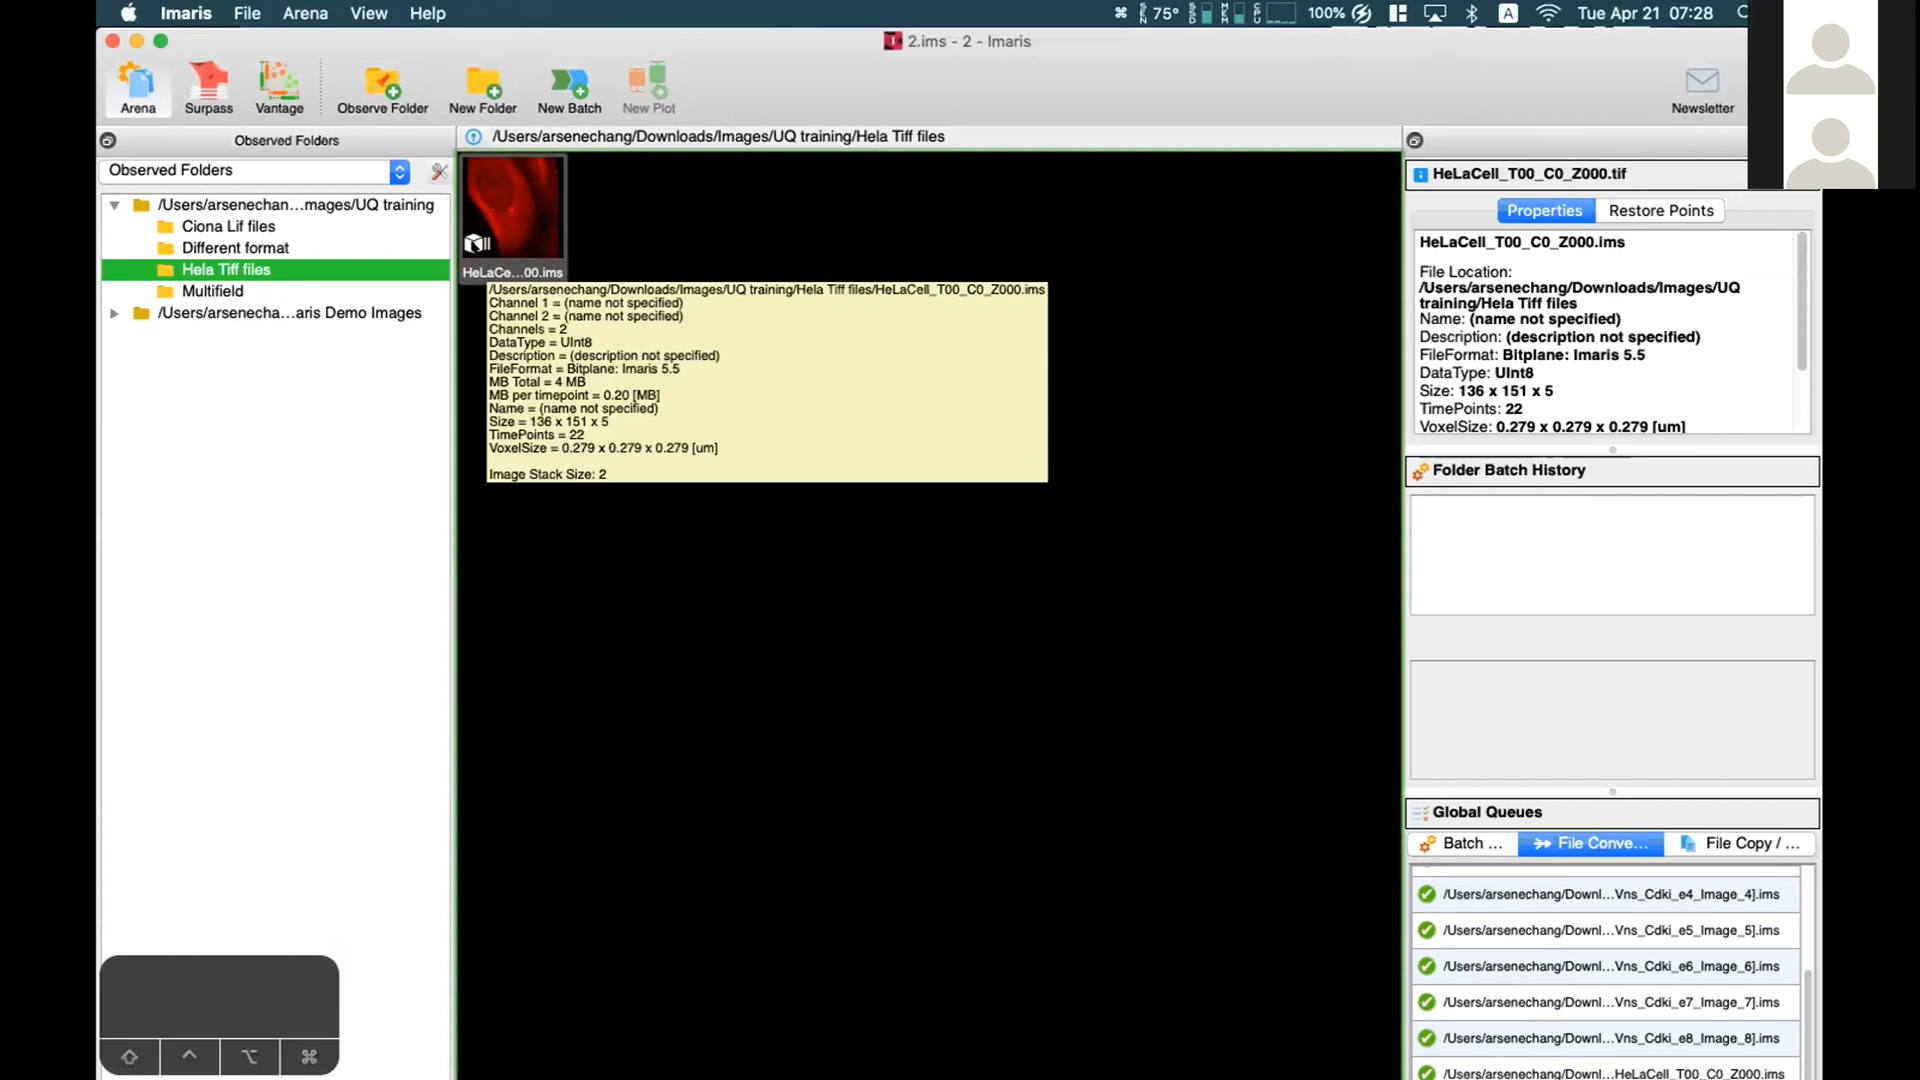 Imaris File Arena View Help
SEN 75° SSD MEM CPU 100% A Tue Apr 21 07:28
2.ims - 2 - Imaris
Arena Surpass Vantage Observe Folder New Folder New Batch New Plot Newsletter
Observed Folders
/Users/arsenechang/Downloads/Images/UQ training/Hela Tiff files
Observed Folders
/Users/arsenechan...mages/UQ training
Ciona Lif files
Different format
Hela Tiff files
Multifield
/Users/arsenecha...aris Demo Images
HeLaCe...00.ims
/Users/arsenechang/Downloads/Images/UQ training/Hela Tiff files/HeLaCell_T00_C0_Z000.ims
Channel 1 = (name not specified)
Channel 2 = (name not specified)
Channels = 2
DataType = UInt8
Description = (description not specified)
FileFormat = Bitplane: Imaris 5.5
MB Total = 4 MB
MB per timepoint = 0.20 [MB]
Name = (name not specified)
Size = 136 x 151 x 5
TimePoints = 22
VoxelSize = 0.279 x 0.279 x 0.279 [um]
Image Stack Size: 2
HeLaCell_T00_C0_Z000.tif
Properties Restore Points
HeLaCell_T00_C0_Z000.ims
File Location:
/Users/arsenechang/Downloads/Images/UQ
training/Hela Tiff files
Name: (name not specified)
Description: (description not specified)
FileFormat: Bitplane: Imaris 5.5
DataType: UInt8
Size: 136 x 151 x 5
TimePoints: 22
VoxelSize: 0.279 x 0.279 x 0.279 [um]
Folder Batch History
Global Queues
Batch ... File Conve... File Copy / ...
/Users/arsenechang/Downl...Vns_Cdki_e4_Image_4].ims
/Users/arsenechang/Downl...Vns_Cdki_e5_Image_5].ims
/Users/arsenechang/Downl...Vns_Cdki_e6_Image_6].ims
/Users/arsenechang/Downl...Vns_Cdki_e7_Image_7].ims
/Users/arsenechang/Downl...Vns_Cdki_e8_Image_8].ims
/Users/arsenechang/Downl...HeLaCell_T00_C0_Z000.ims